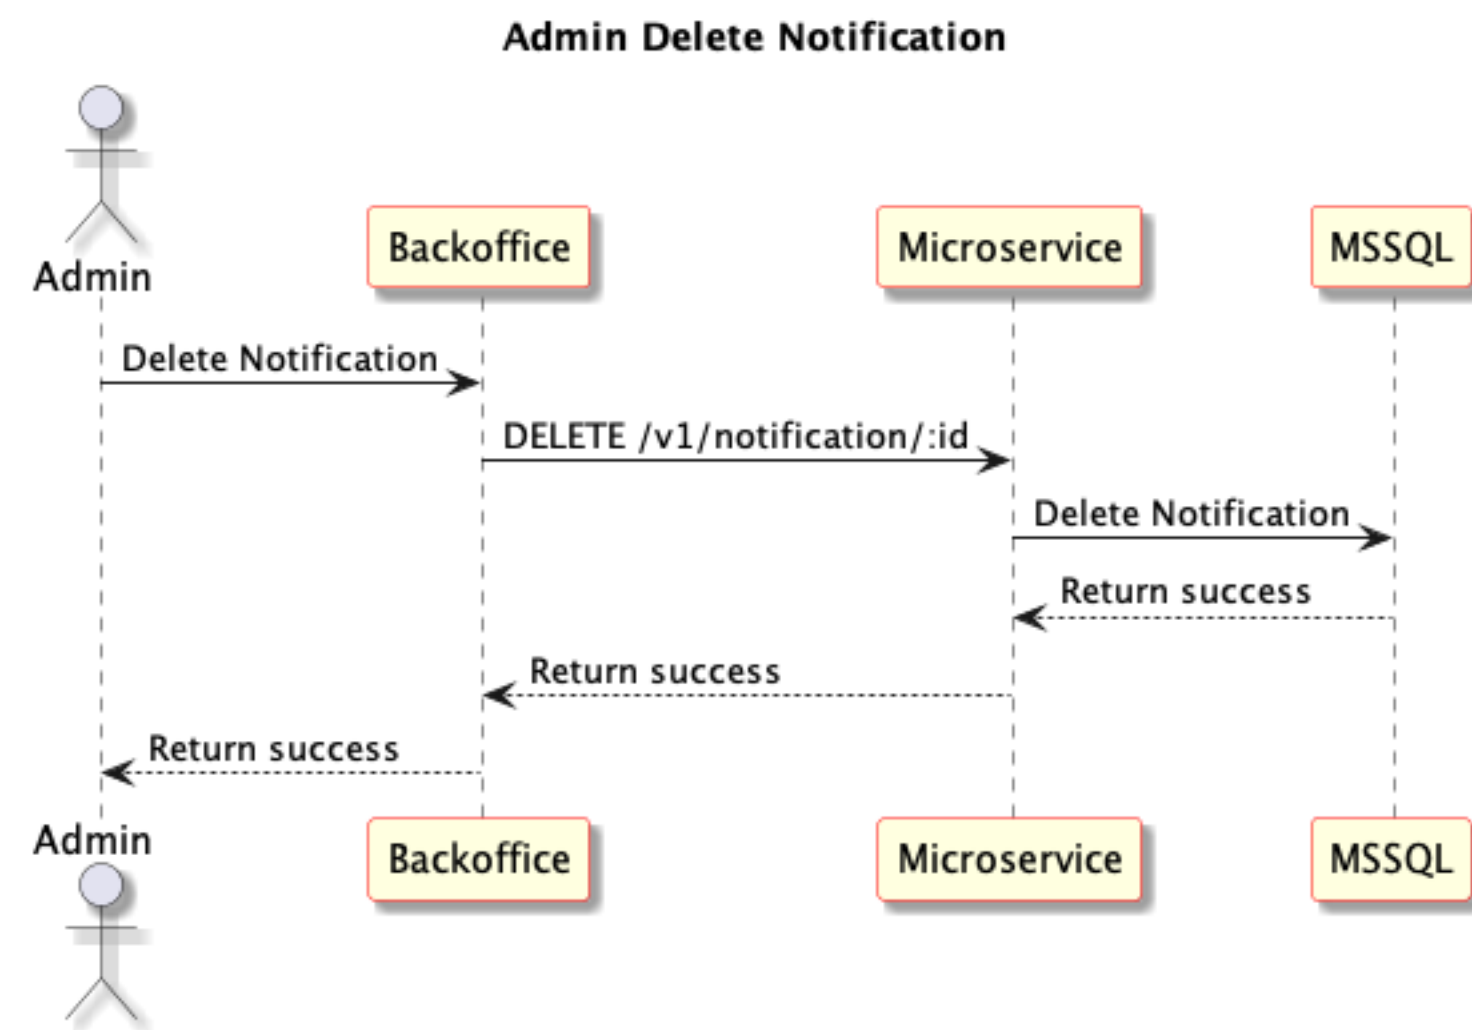 Admin Delete Notification
Admin
Backoffice
Microservice
MSSQL
Delete Notification
DELETE /v1/notification/:id
Delete Notification
Return success
Return success
Return success
Admin
Backoffice
Microservice
MSSQL